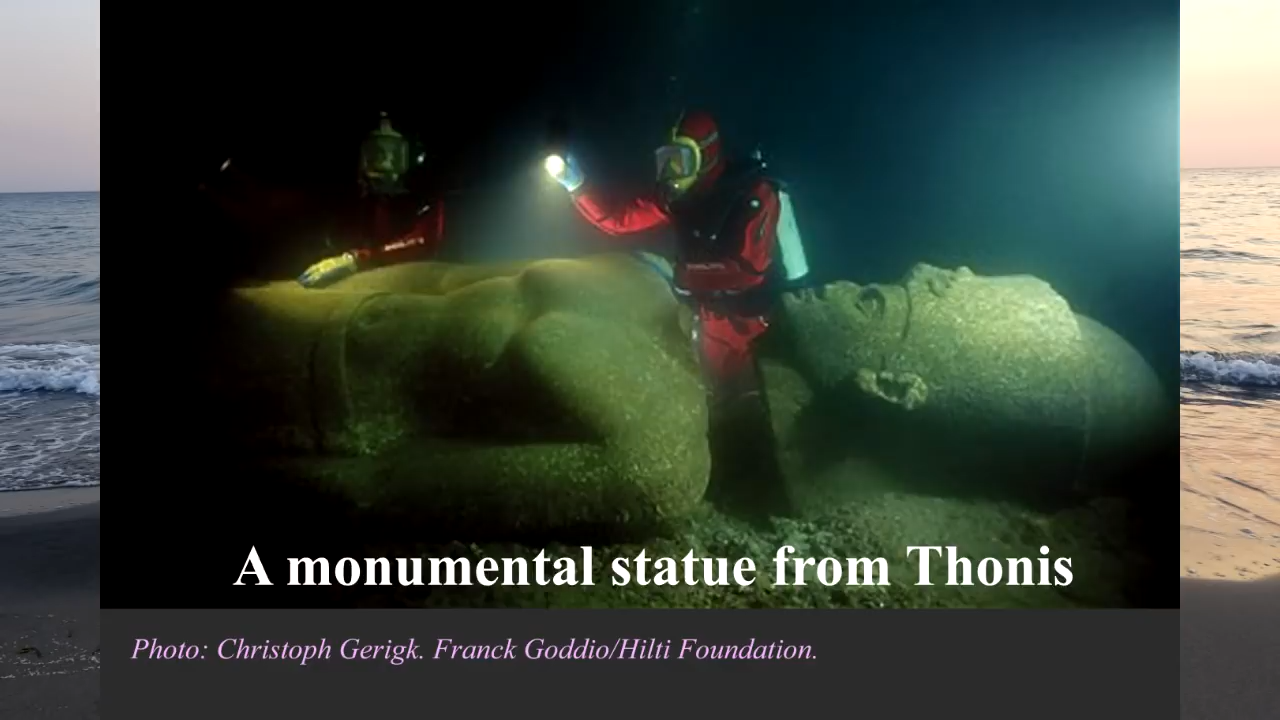 A monumental statue from Thonis
Photo: Christoph Gerigk. Franck Goddio/Hilti Foundation.